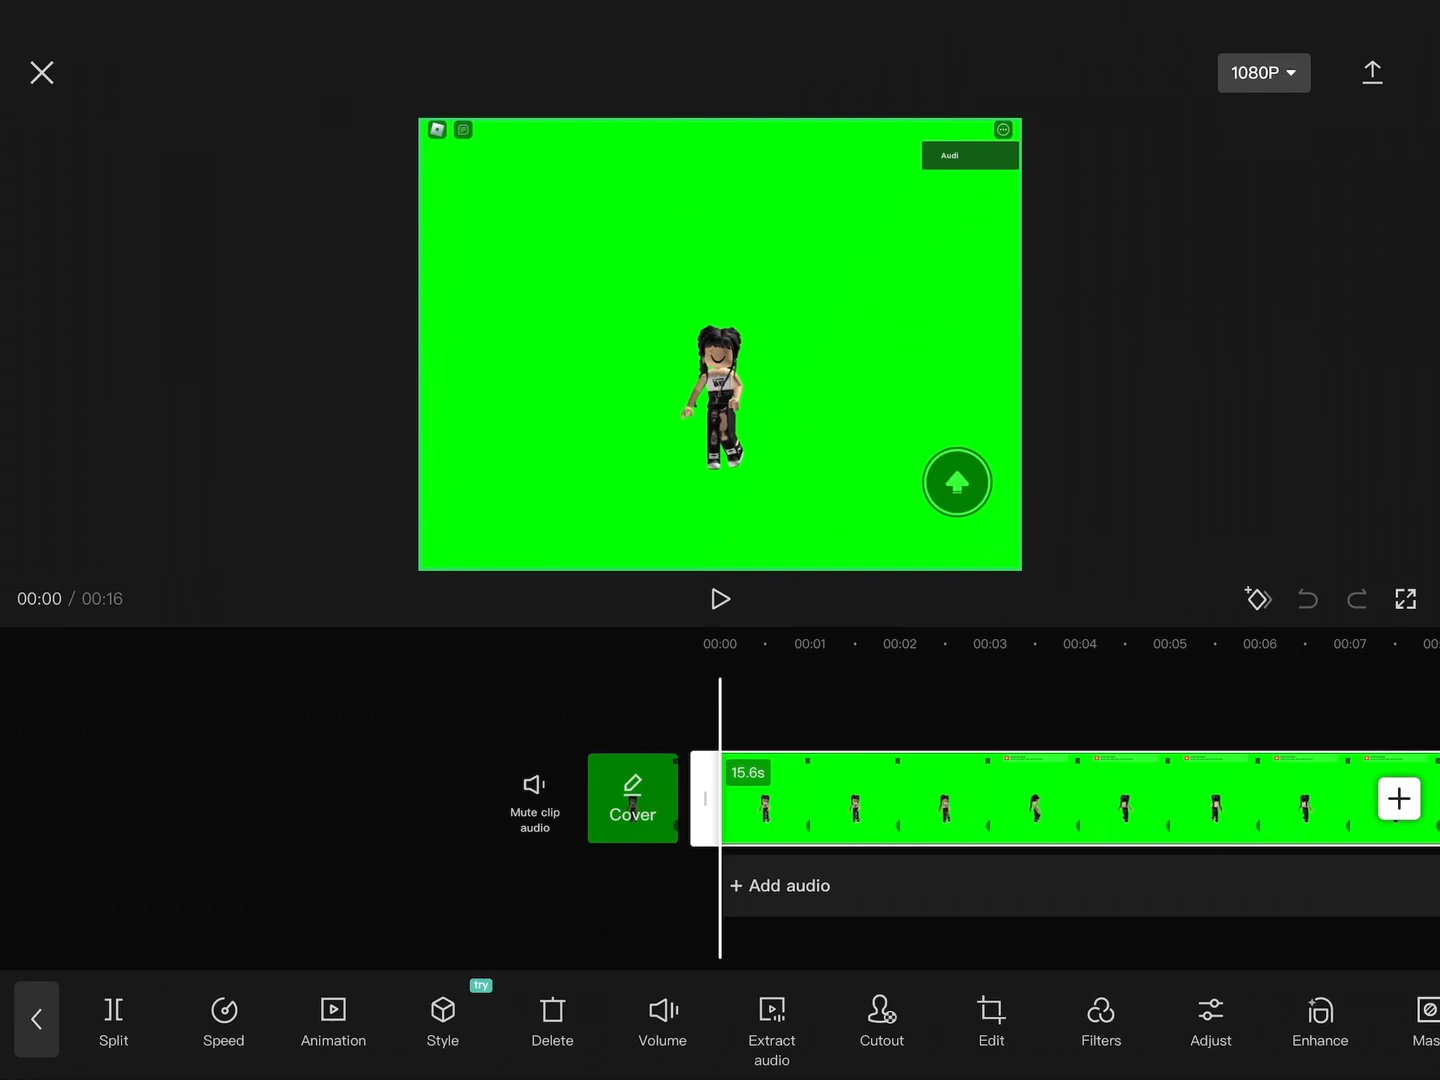 1080P
Audi
00:00 / 00:16
00:00 00:01 00:02 00:03 00:04 00:05 00:06 00:07 00:
15.6s
Mute clip
audio
Cover
+ Add audio
try
Split Speed Animation Style Delete Volume Extract
audio Cutout Edit Filters Adjust Enhance Mas